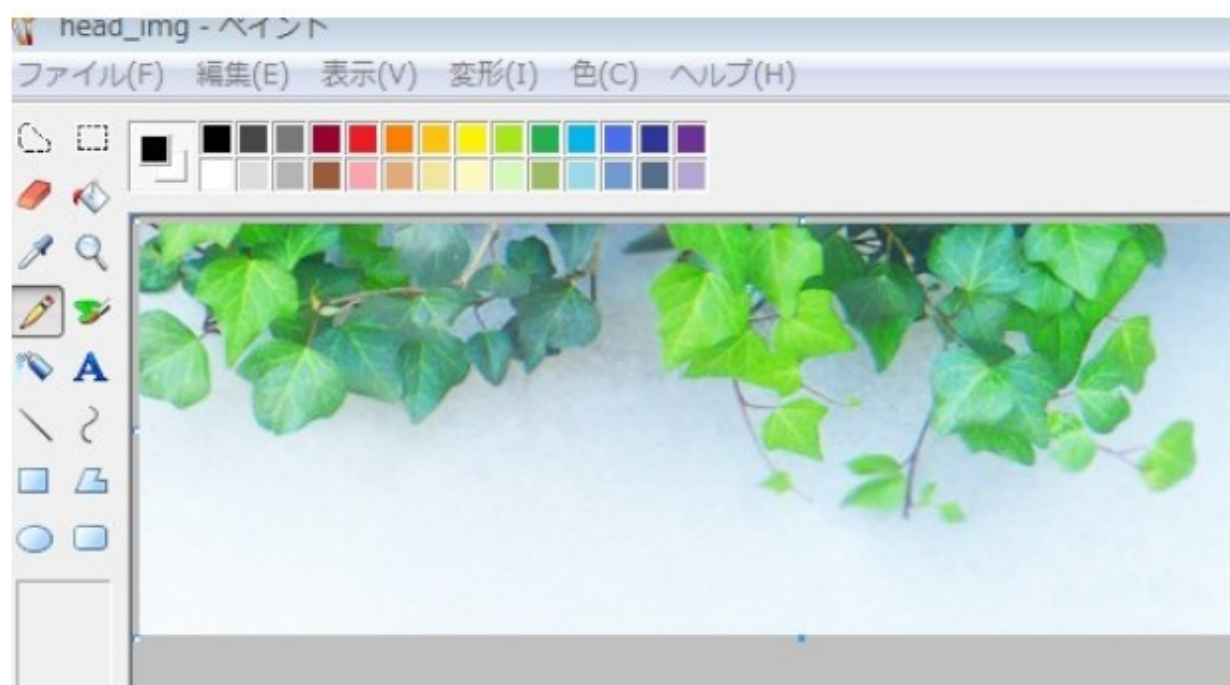 head_img - ペイント
ファイル(F) 編集(E) 表示(V) 変形(I) 色(C) ヘルプ(H)
A